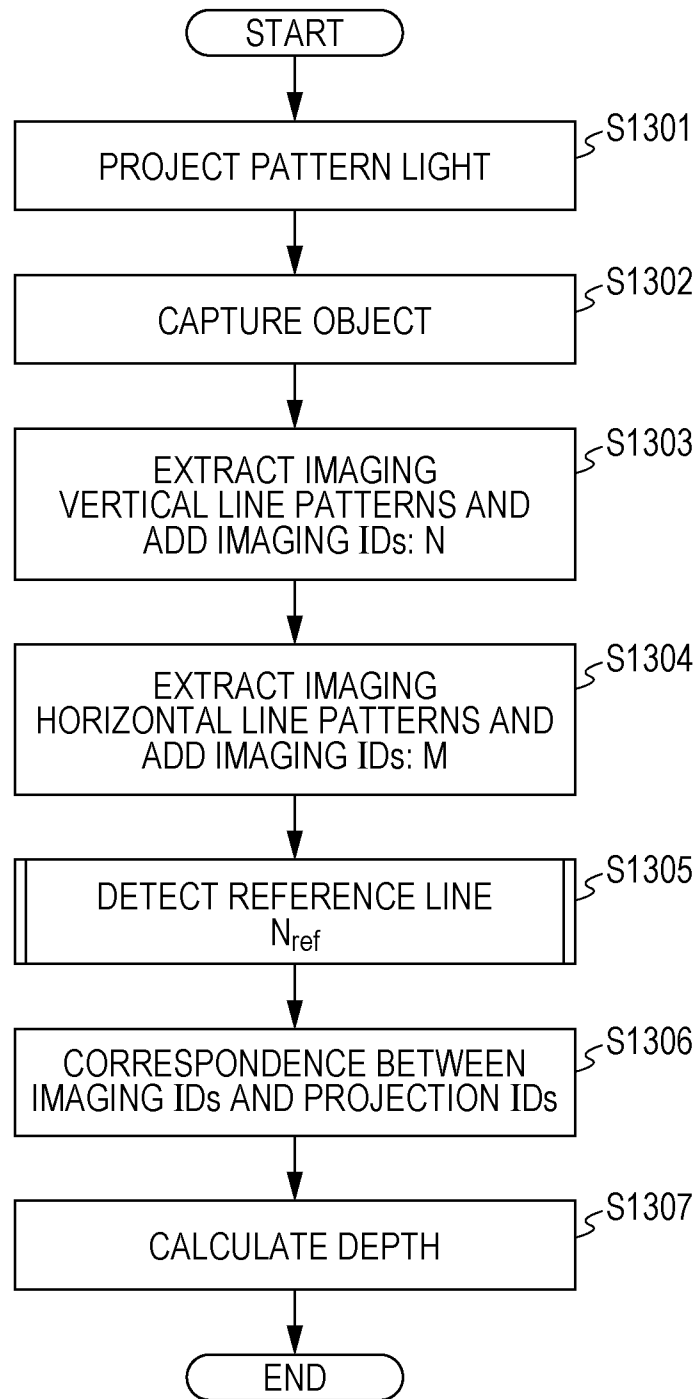 START
S1301
PROJECT PATTERN LIGHT
S1302
CAPTURE OBJECT
S1303
EXTRACT IMAGING
VERTICAL LINE PATTERNS AND
ADD IMAGING IDs: N
S1304
EXTRACT IMAGING
HORIZONTAL LINE PATTERNS AND
ADD IMAGING IDs: M
S1305
DETECT REFERENCE LINE
Nref
S1306
CORRESPONDENCE BETWEEN
IMAGING IDs AND PROJECTION IDs
S1307
CALCULATE DEPTH
END